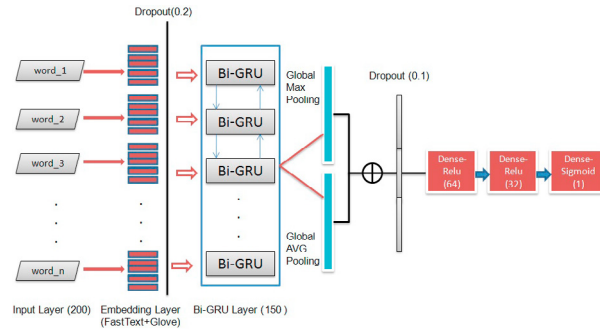 Dropout(0.2)
word_1
word_2
word_3
word_n
Bi-GRU
Bi-GRU
Bi-GRU
Bi-GRU
Global
Max
Pooling
Global
AVG
Pooling
Dropout (0.1)
Dense-
Relu
(64)
Dense-
Relu
(32)
Dense-
Sigmoid
(1)
Input Layer (200)
Embedding Layer
(FastText+Glove)
Bi-GRU Layer (150 )